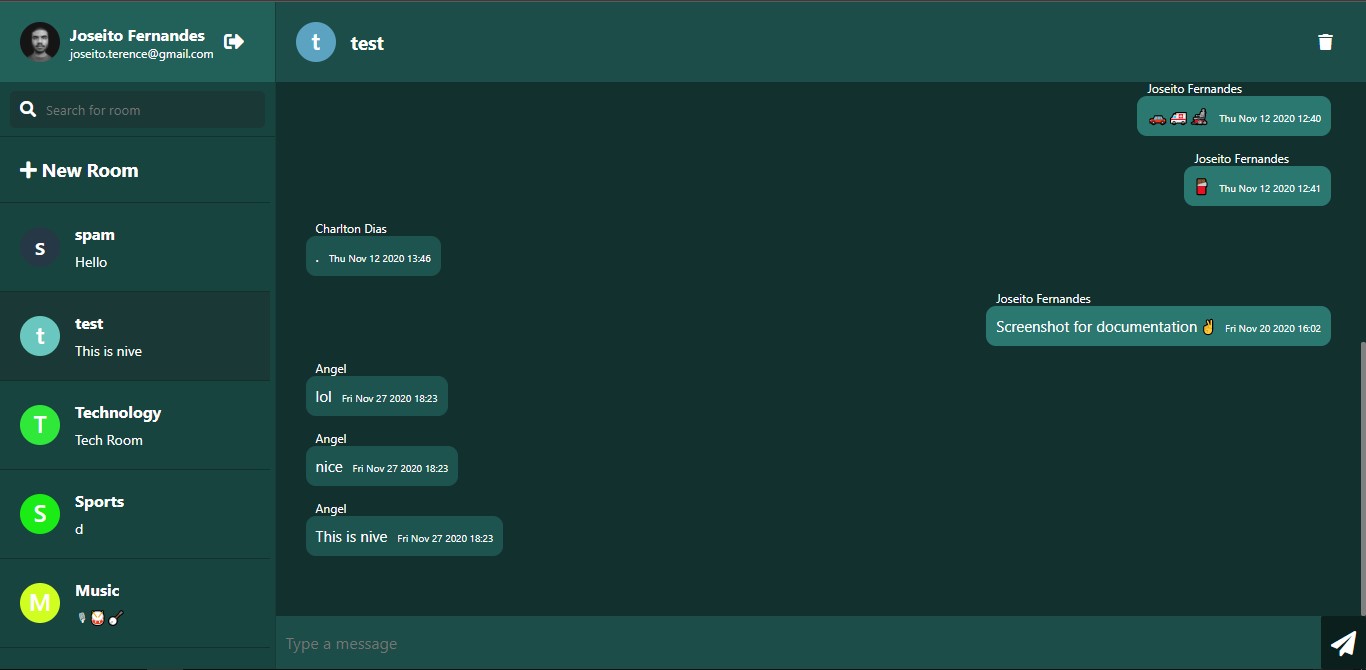 Joseito Fernandes
joseito.terence@gmail.com
Search for room
New Room
s
spam
Hello
t
test
This is nive
T
Technology
Tech Room
S
Sports
d
M
Music
🎙🥁🪕
t
test
Joseito Fernandes
🚗🚑🚂 Thu Nov 12 2020 12:40
Joseito Fernandes
🍫 Thu Nov 12 2020 12:41
Charlton Dias
. Thu Nov 12 2020 13:46
Joseito Fernandes
Screenshot for documentation ✌ Fri Nov 20 2020 16:02
Angel
lol Fri Nov 27 2020 18:23
Angel
nice Fri Nov 27 2020 18:23
Angel
This is nive Fri Nov 27 2020 18:23
Type a message